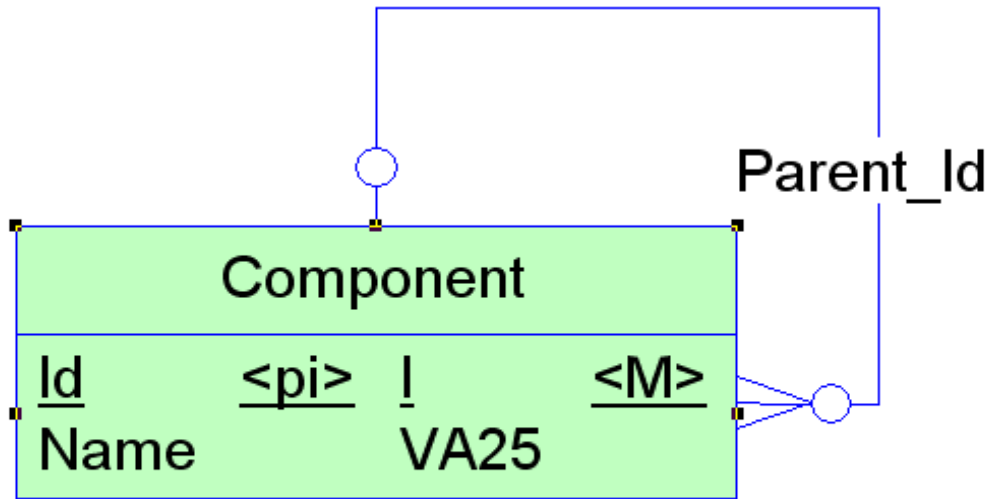 Parent_Id
Component
Id <pi> I <M>
Name VA25